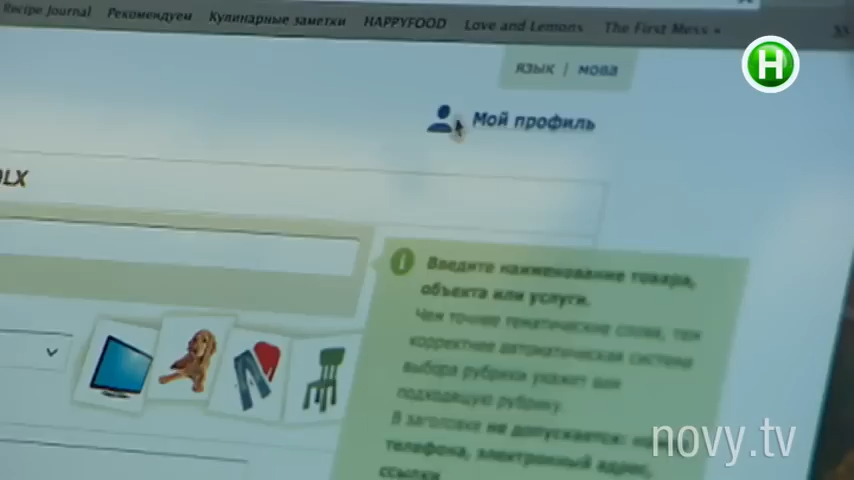 Recipe Journal Рекомендуем Кулинарные заметки HAPPYFOOD Love and Lemons The First Mess »
язык | мова
Н
Мой профиль
OLX
Введите наименование товара,
объекта или услуги.
Чем точнее тематические слова, тем
корректнее автоматическая система
выбора рубрики укажет вам
подходящую рубрику.
В заголовке не допускается:
телефона, электронный адрес,
ссылки
novy.tv